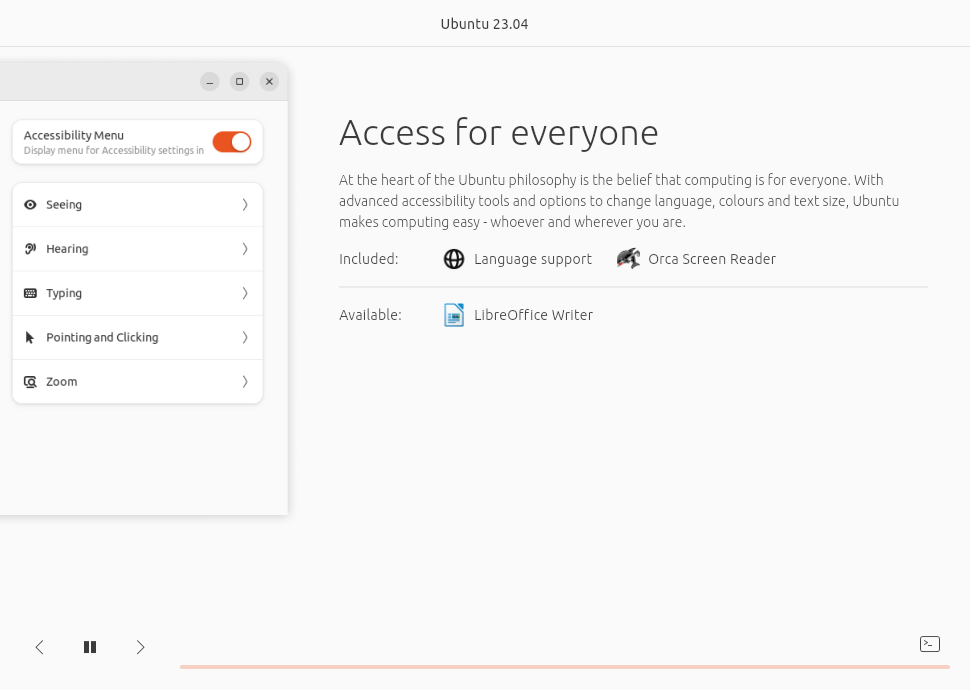 Ubuntu 23.04
Accessibility Menu
Display menu for Accessibility settings in
Seeing
Hearing
Typing
Pointing and Clicking
Zoom
Access for everyone
At the heart of the Ubuntu philosophy is the belief that computing is for everyone. With
advanced accessibility tools and options to change language, colours and text size, Ubuntu
makes computing easy - whoever and wherever you are.
Included: Language support Orca Screen Reader
Available: LibreOffice Writer